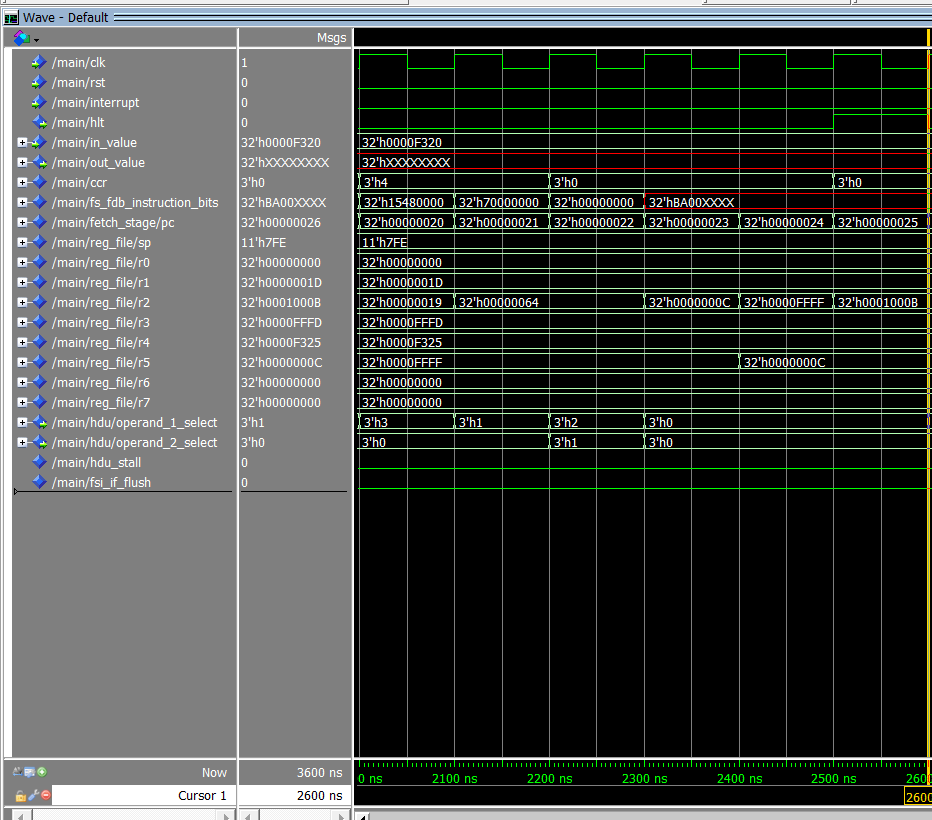 Wave - Default
Msgs
/main/clk 1
/main/rst 0
/main/interrupt 0
/main/hlt 0
/main/in_value 32'h0000F320 32'h0000F320
/main/out_value 32'hXXXXXXXX 32'hXXXXXXXX
/main/ccr 3'h0 3'h4 3'h0 3'h0
/main/fs_fdb_instruction_bits 32'hBA00XXXX 32'h15480000 32'h70000000 32'h00000000 32'hBA00XXXX
/main/fetch_stage/pc 32'h00000026 32'h00000020 32'h00000021 32'h00000022 32'h00000023 32'h00000024 32'h00000025
/main/reg_file/sp 11'h7FE 11'h7FE
/main/reg_file/r0 32'h00000000 32'h00000000
/main/reg_file/r1 32'h0000001D 32'h0000001D
/main/reg_file/r2 32'h0001000B 32'h00000019 32'h00000064 32'h0000000C 32'h0000FFFF 32'h0001000B
/main/reg_file/r3 32'h0000FFFD 32'h0000FFFD
/main/reg_file/r4 32'h0000F325 32'h0000F325
/main/reg_file/r5 32'h0000000C 32'h0000FFFF 32'h0000000C
/main/reg_file/r6 32'h00000000 32'h00000000
/main/reg_file/r7 32'h00000000 32'h00000000
/main/hdu/operand_1_select 3'h1 3'h3 3'h1 3'h2 3'h0
/main/hdu/operand_2_select 3'h0 3'h0 3'h1 3'h0
/main/hdu_stall 0
/main/fsi_if_flush 0
Now 3600 ns 0 ns 2100 ns 2200 ns 2300 ns 2400 ns 2500 ns 2600
Cursor 1 2600 ns 2600